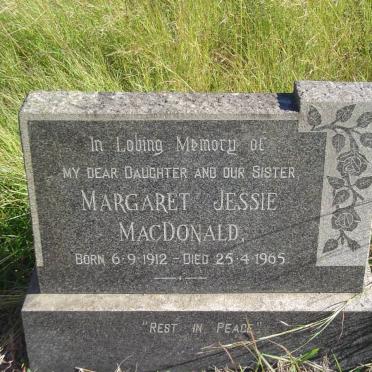 In Loving Memory of
MY DEAR DAUGHTER AND OUR SISTER,
MARGARET JESSIE
MACDONALD,
BORN 6·9·1912 – DIED 25·4·1965
"REST IN PEACE"